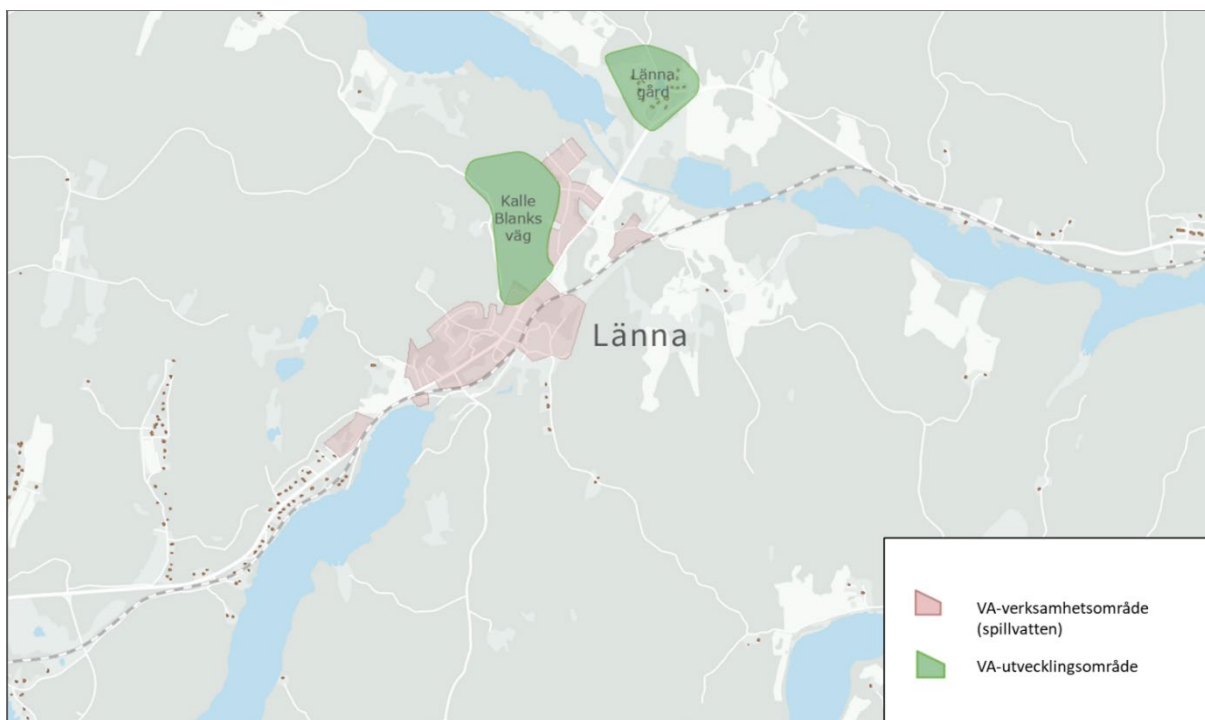 Länna
gård
Kalle
Blanks
väg
Länna
VA-verksamhetsområde
(spillvatten)
VA-utvecklingsområde